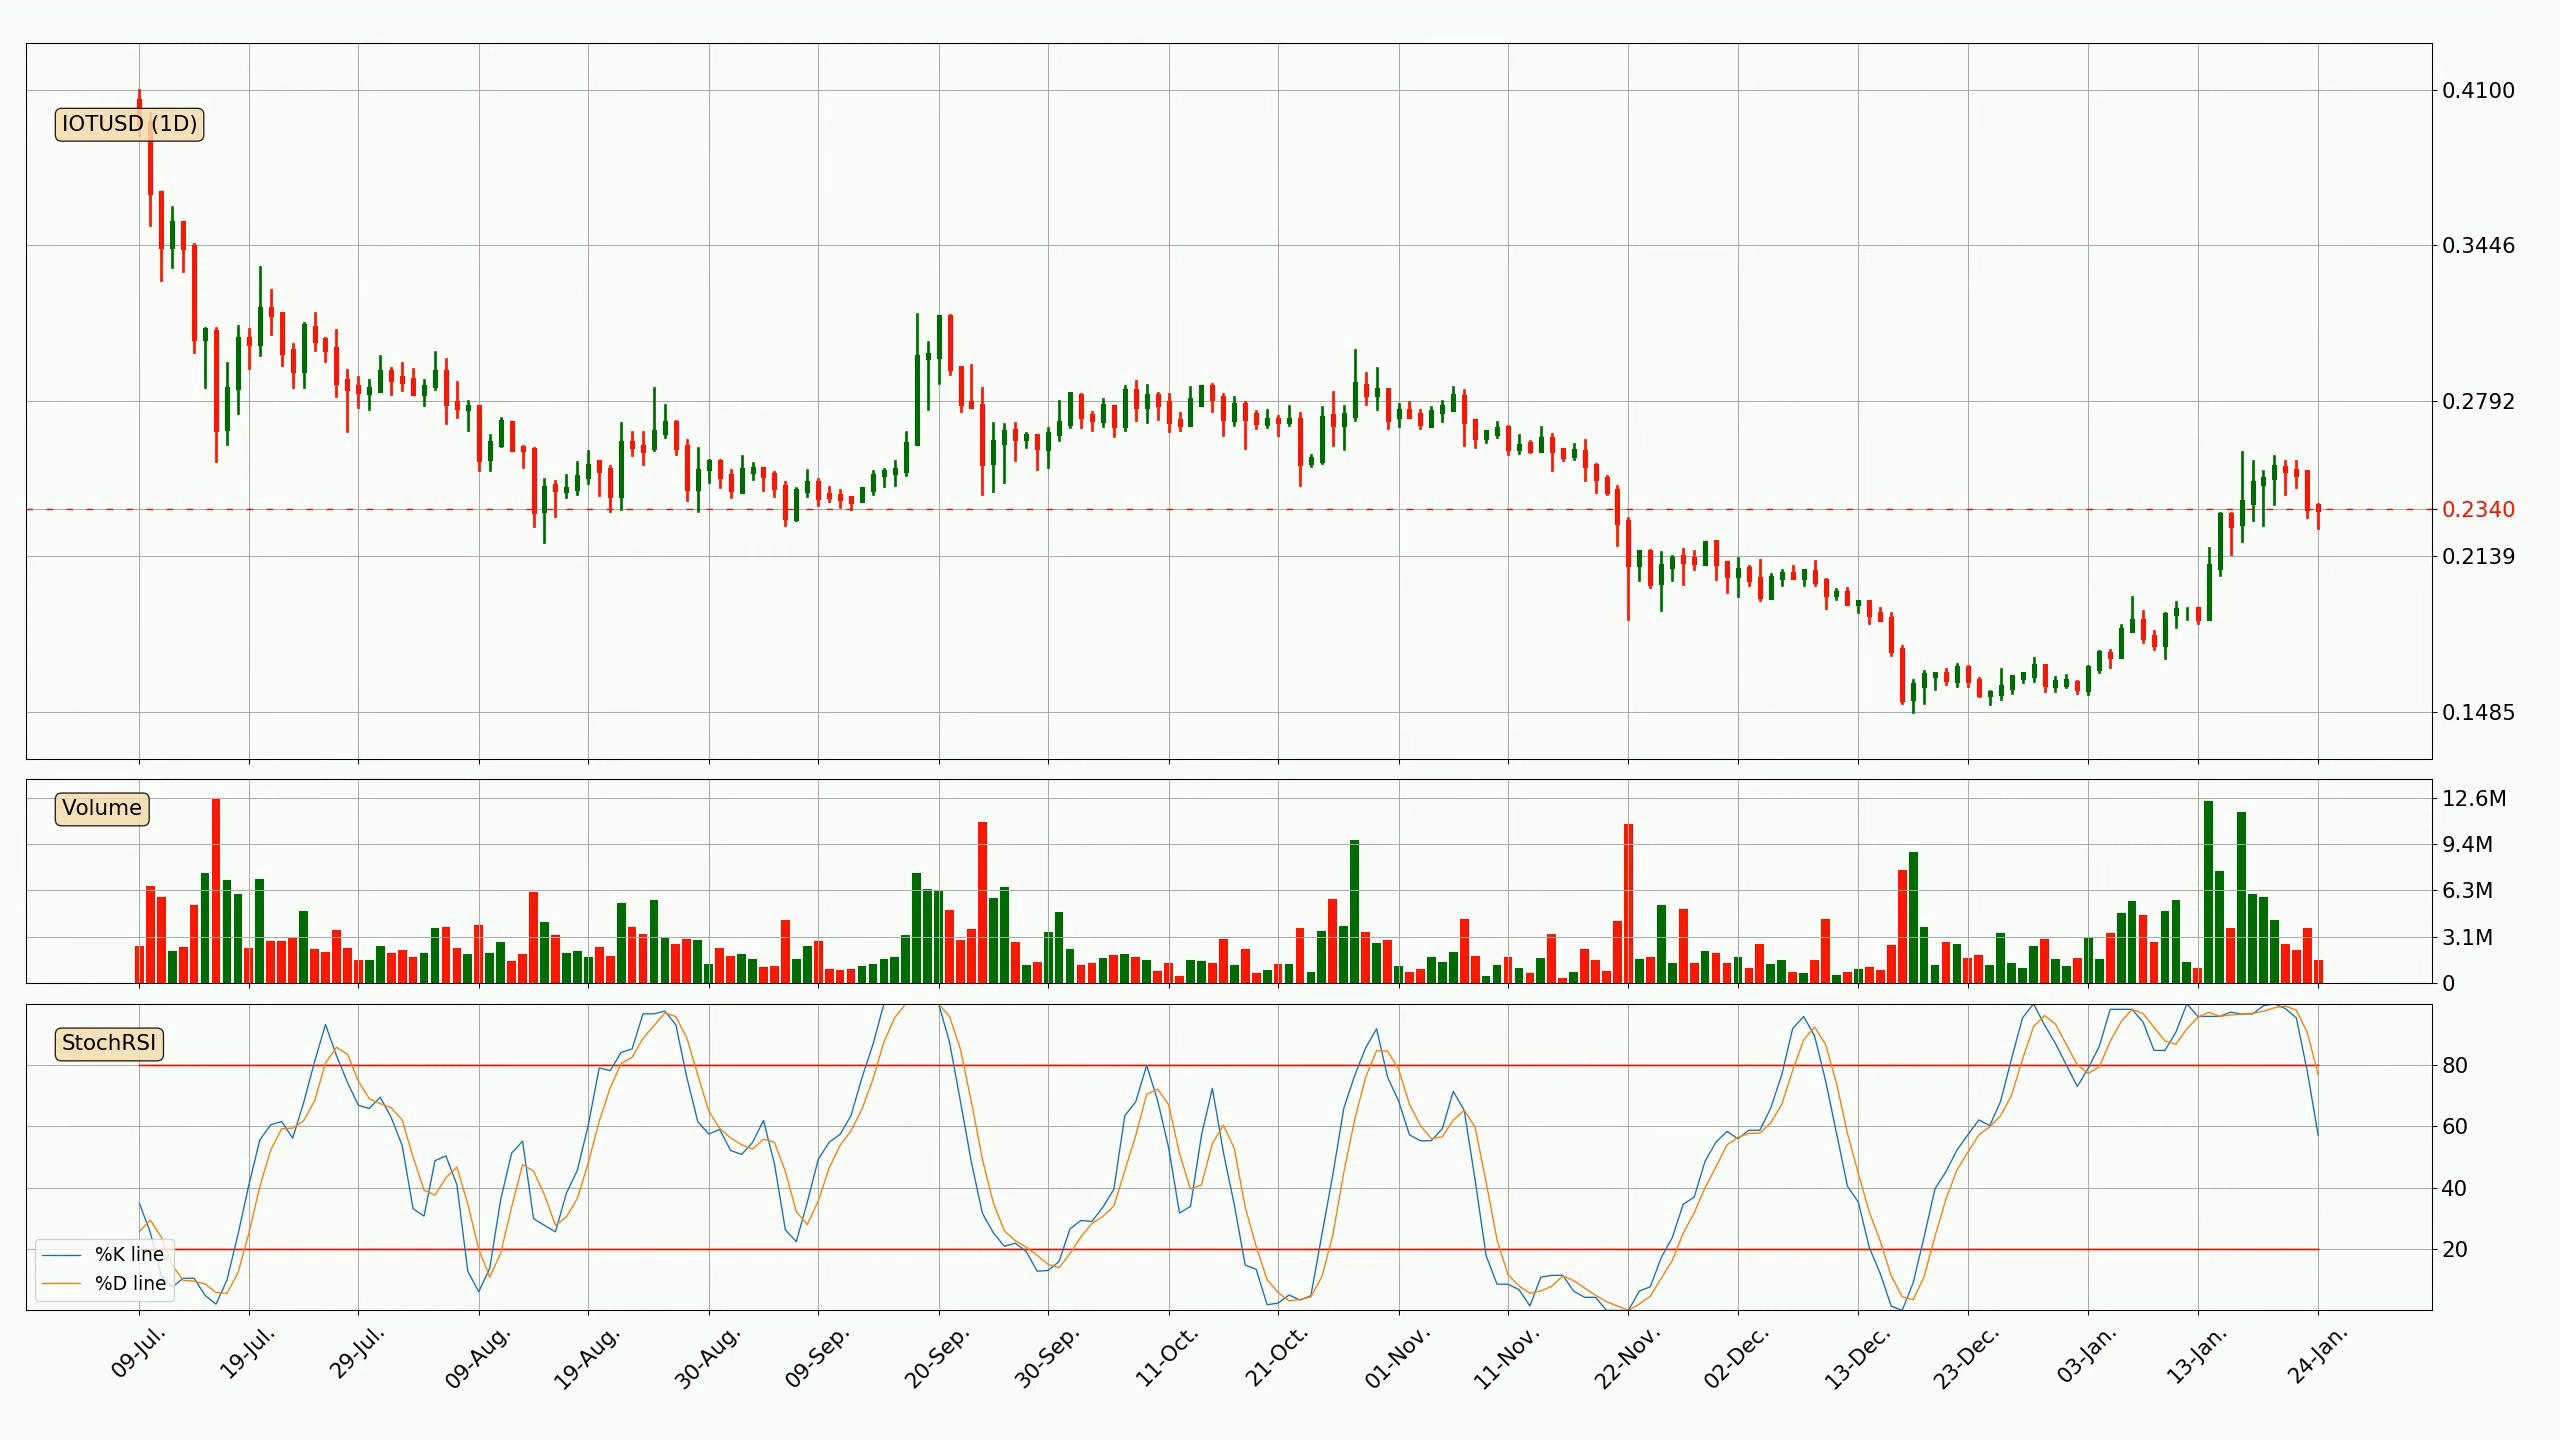 IOTUSD (1D)
0.4100
0.3446
0.2792
0.2340
0.2139
0.1485
Volume
12.6M
9.4M
6.3M
3.1M
0
StochRSI
80
60
40
20
%K line
%D line
09-Jul.
19-Jul.
29-Jul.
09-Aug.
19-Aug.
30-Aug.
09-Sep.
20-Sep.
30-Sep.
11-Oct.
21-Oct.
01-Nov.
11-Nov.
22-Nov.
02-Dec.
13-Dec.
23-Dec.
03-Jan.
13-Jan.
24-Jan.